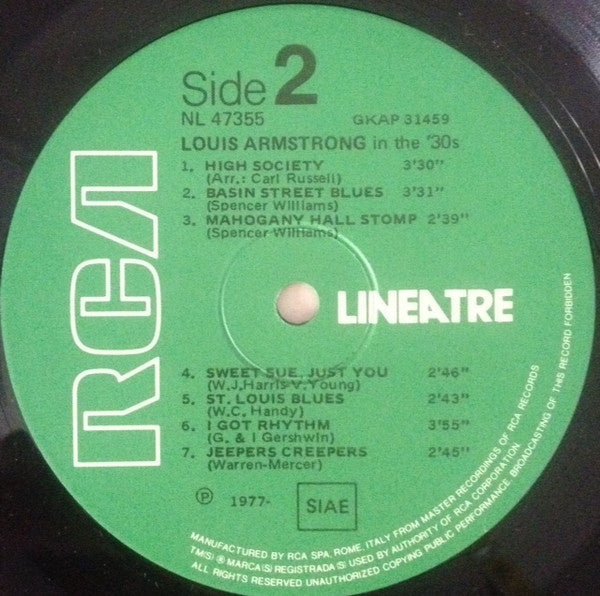 Side 2
NL 47355 GKAP 31459
LOUIS ARMSTRONG in the '30s
1. HIGH SOCIETY 3'30"
(Arr.: Carl Russell)
2. BASIN STREET BLUES 3'31"
(Spencer Williams)
3. MAHOGANY HALL STOMP 2'39"
(Spencer Williams)
RCA
LINEATRE
4. SWEET SUE, JUST YOU 2'46"
(W.J.Harris-V.Young)
5. ST. LOUIS BLUES 2'43"
(W.C. Handy)
6. I GOT RHYTHM 3'55"
(G. & I Gershwin)
7. JEEPERS CREEPERS 2'45"
(Warren-Mercer)
Ⓟ 1977- SIAE
MANUFACTURED BY RCA SPA, ROME, ITALY FROM MASTER RECORDINGS OF RCA RECORDS
TM(S) ® MARCA(S) REGISTRADA(S) USED BY AUTHORITY OF RCA CORPORATION.
ALL RIGHTS RESERVED UNAUTHORIZED COPYING PUBLIC PERFORMANCE BROADCASTING OF THIS RECORD FORBIDDEN